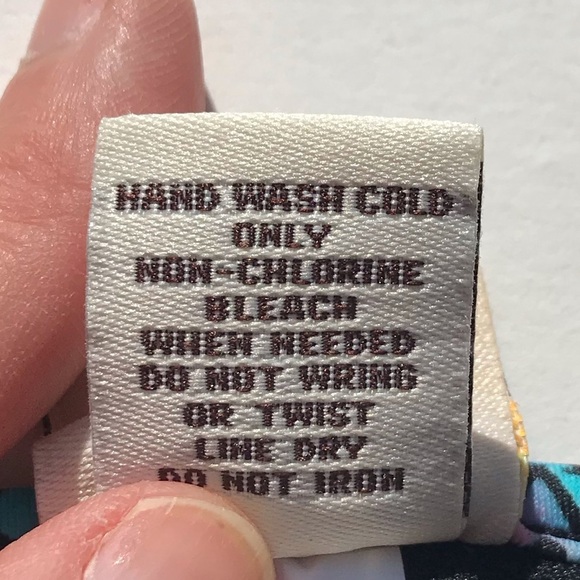 HAND WASH COLD
ONLY
NON-CHLORINE
BLEACH
WHEN NEEDED
DO NOT WRING
OR TWIST
LINE DRY
DO NOT IRON